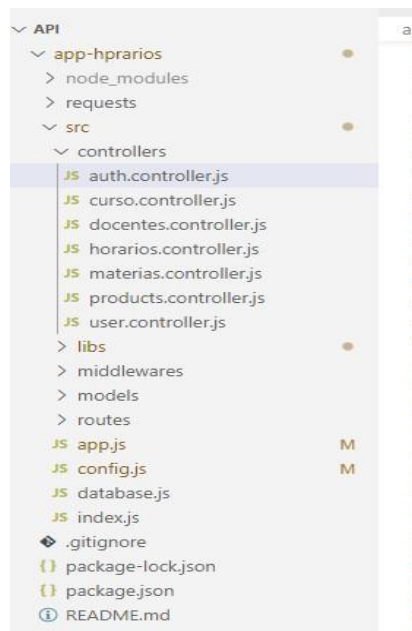 API
a
app-hprarios
node_modules
requests
src
controllers
JS auth.controller.js
JS curso.controller.js
JS docentes.controller.js
JS horarios.controller.js
JS materias.controller.js
JS products.controller.js
JS user.controller.js
libs
middlewares
models
routes
JS app.js M
JS config.js M
JS database.js
JS index.js
.gitignore
{} package-lock.json
{} package.json
README.md